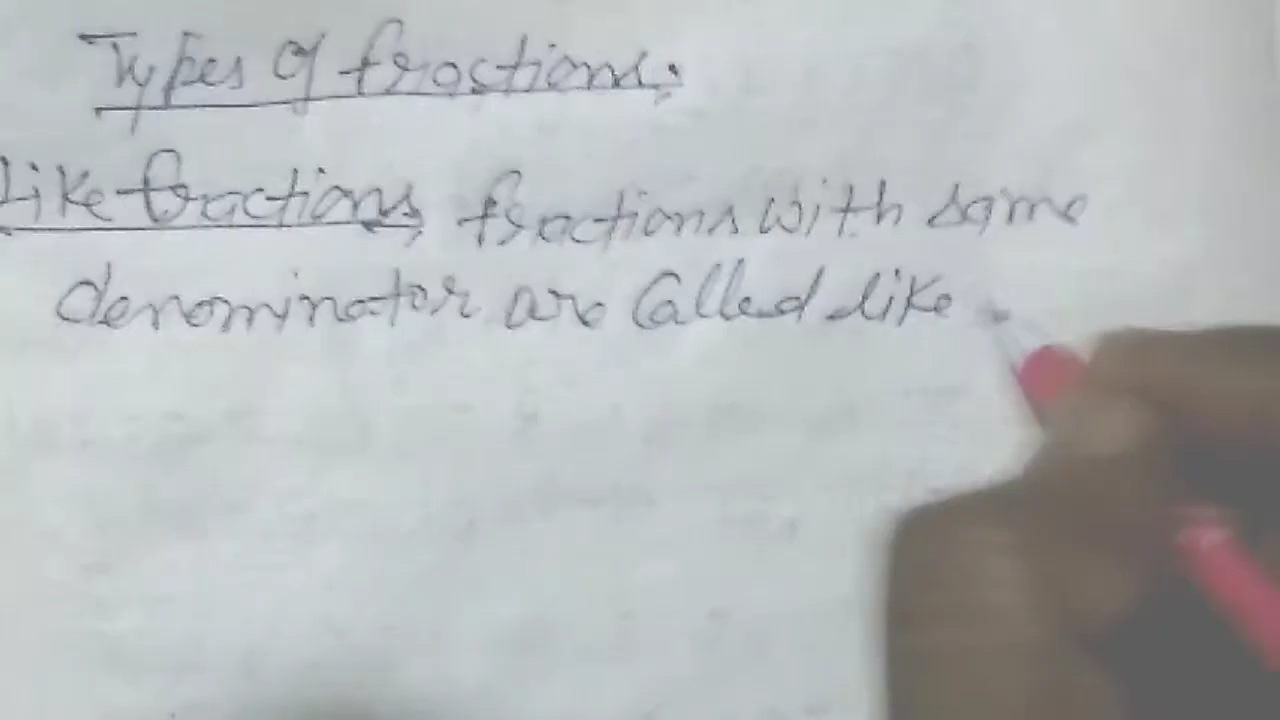 Types of fractions:
Like fractions, fractions with same
denominator are Called like